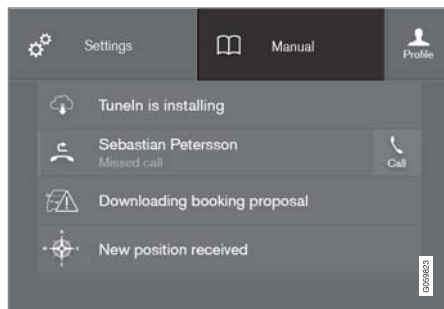 Settings
Manual
Profile
TuneIn is installing
Sebastian Petersson
Missed call
Call
Downloading booking proposal
New position received
G059823